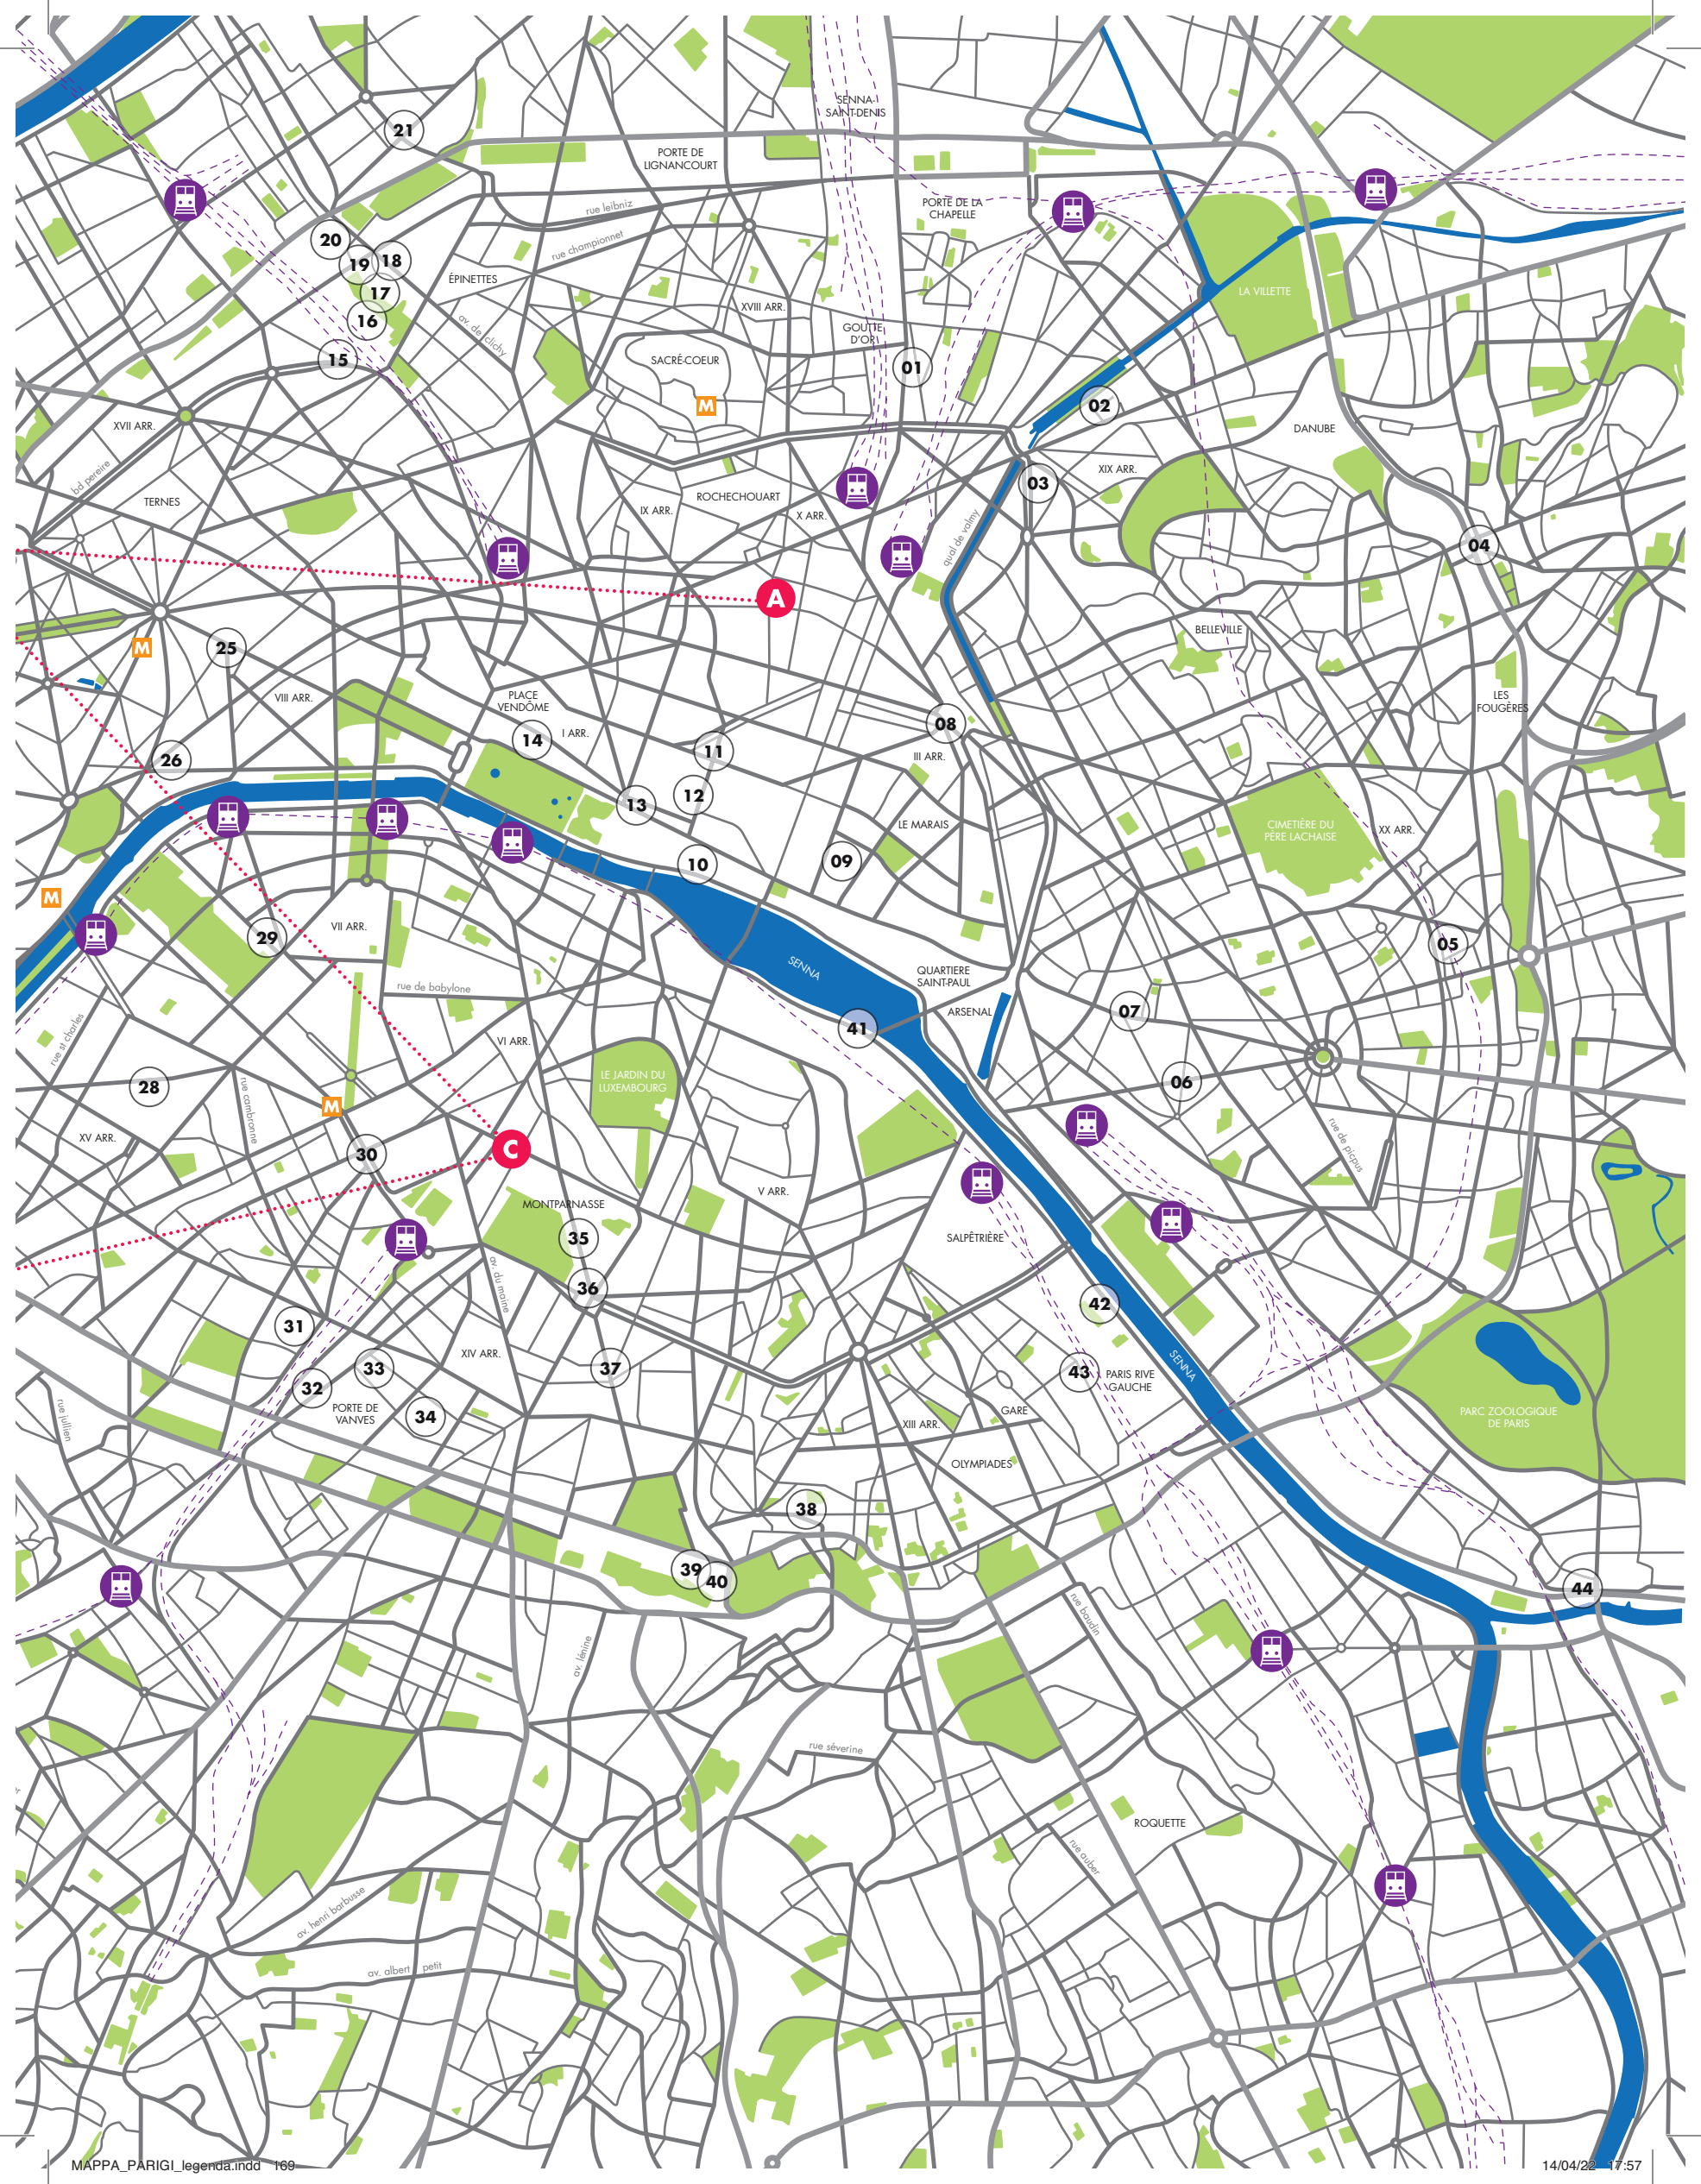 SENNA-
SAINT-DENIS
21
PORTE DE
LIGNANCOURT
rue leibniz
PORTE DE LA
CHAPELLE
20
rue championnet
19
18
ÉPINETTES
17
LA VILLETTE
XVIII ARR.
16
av. de clichy
GOUTTE
D'OR
15
SACRÉ-COEUR
01
M
02
XVII ARR.
DANUBE
bd pereire
XIX ARR.
03
TERNES
ROCHECHOUART
IX ARR.
X ARR.
quai de valmy
04
A
BELLEVILLE
M
25
VIII ARR.
PLACE
VENDÔME
LES
FOUGÈRES
08
14
I ARR.
11
III ARR.
26
12
13
LE MARAIS
CIMETIÈRE DU
PÈRE LACHAISE
XX ARR.
10
09
M
VII ARR.
29
05
SENNA
QUARTIERE
SAINT-PAUL
rue de babylone
ARSENAL
07
41
rue st charles
VI ARR.
LE JARDIN DU
LUXEMBOURG
28
06
rue cambronne
M
XV ARR.
rue de picpus
C
30
V ARR.
MONTPARNASSE
35
SALPÊTRIÈRE
av. du maine
36
42
31
XIV ARR.
SENNA
33
37
43
PARIS RIVE
GAUCHE
32
PORTE DE
VANVES
34
rue jullien
GARE
XIII ARR.
PARC ZOOLOGIQUE
DE PARIS
OLYMPIADES
38
39
40
44
rue baudin
av. lénine
rue séverine
ROQUETTE
rue auber
av. henri barbusse
av. albert petit
MAPPA_PARIGI_legenda.indd 169
14/04/22 17:57